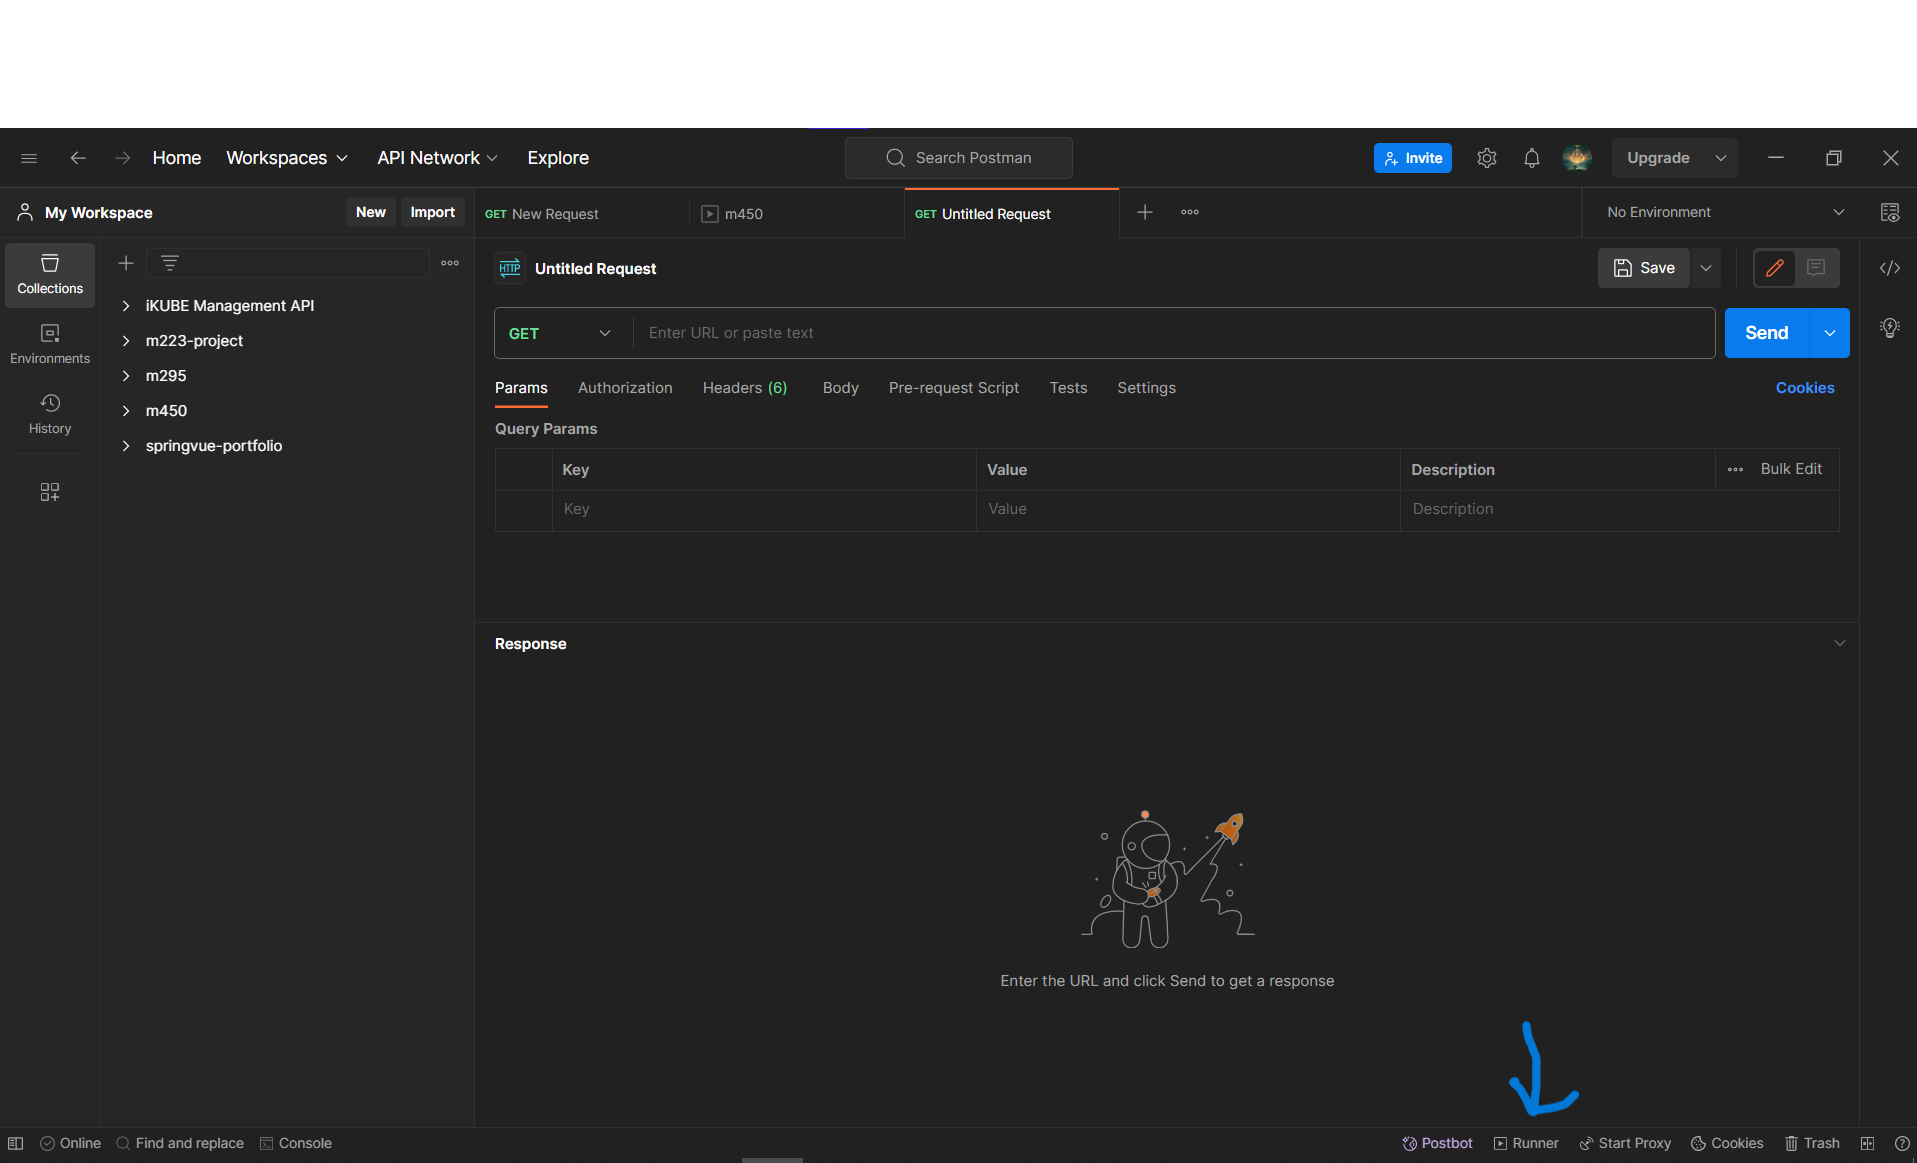 Home Workspaces API Network Explore Search Postman Invite Upgrade
My Workspace New Import GET New Request m450 GET Untitled Request No Environment
Collections
Environments
History
iKUBE Management API
m223-project
m295
m450
springvue-portfolio
HTTP Untitled Request Save
GET Enter URL or paste text Send
Params Authorization Headers (6) Body Pre-request Script Tests Settings Cookies
Query Params
Key Value Description Bulk Edit
Key Value Description
Response
Enter the URL and click Send to get a response
Online Find and replace Console Postbot Runner Start Proxy Cookies Trash